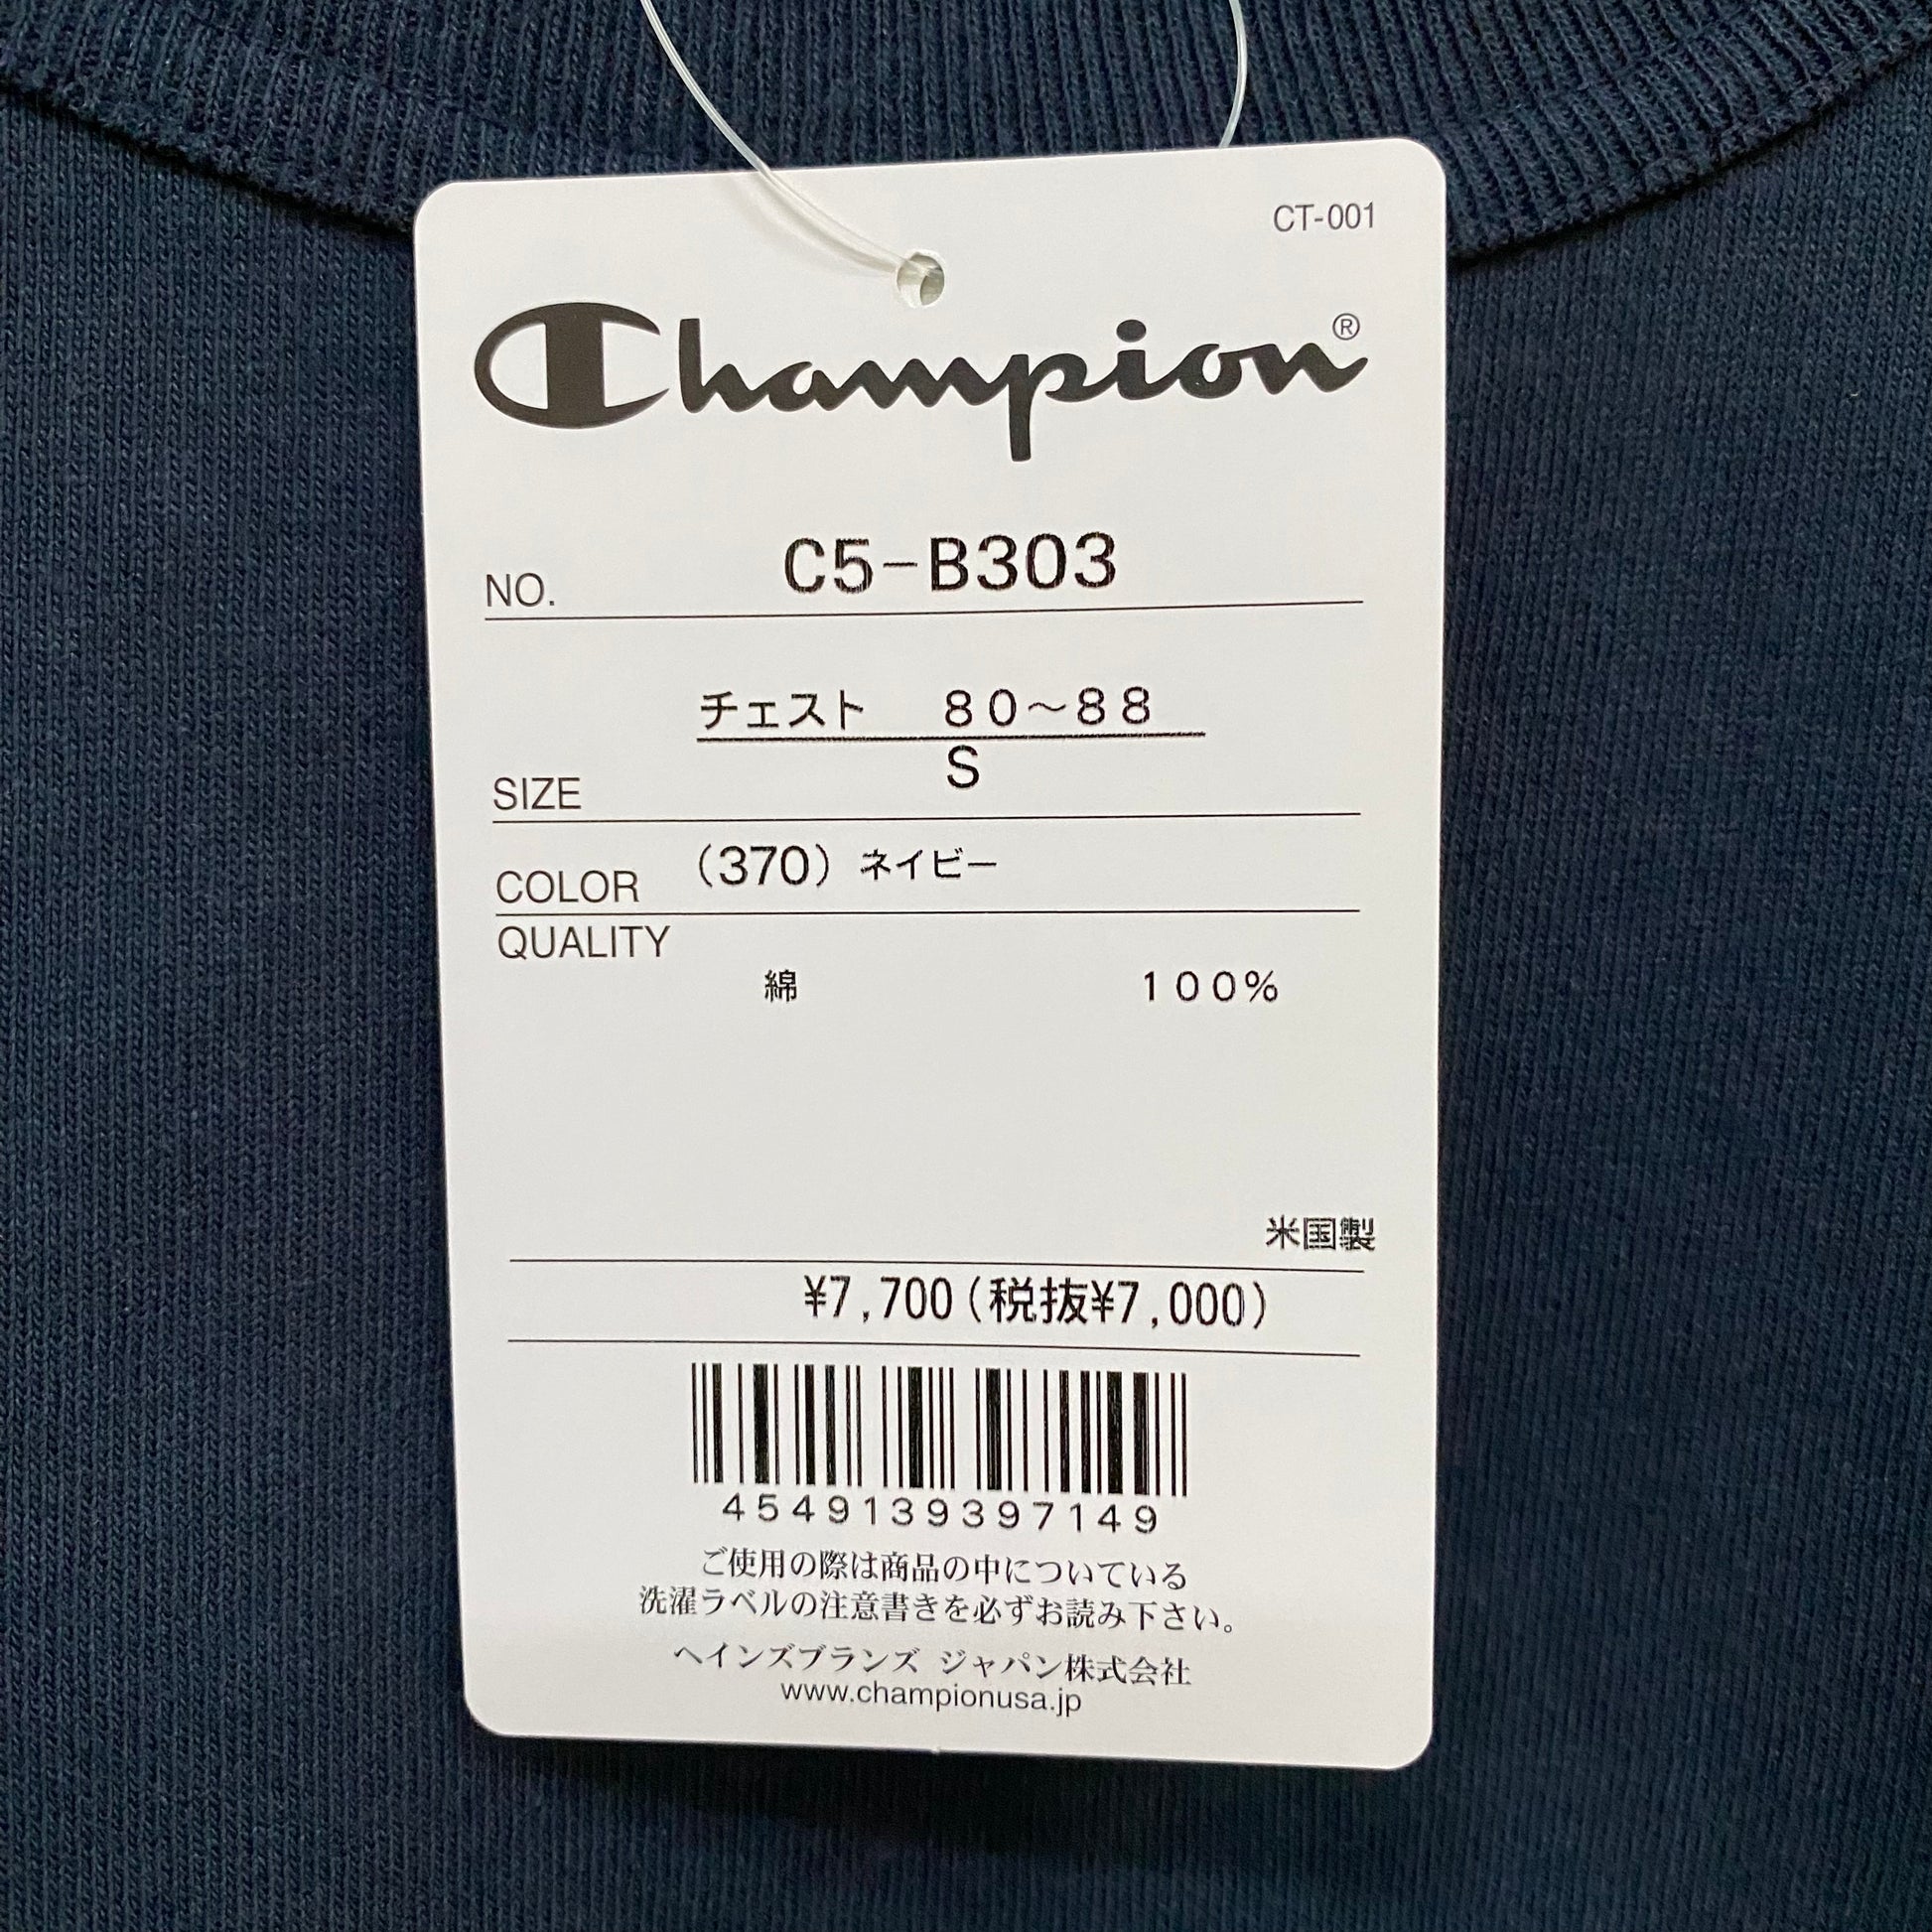 CT-001
Champion®
NO. C5-B303
チェスト 80～88
S
SIZE
COLOR (370) ネイビー
QUALITY
綿 100%
米国製
¥7,700(税抜¥7,000)
4549139397149
ご使用の際は商品の中についている
洗濯ラベルの注意書きを必ずお読み下さい。
ヘインズブランズ ジャパン株式会社
www.championusa.jp